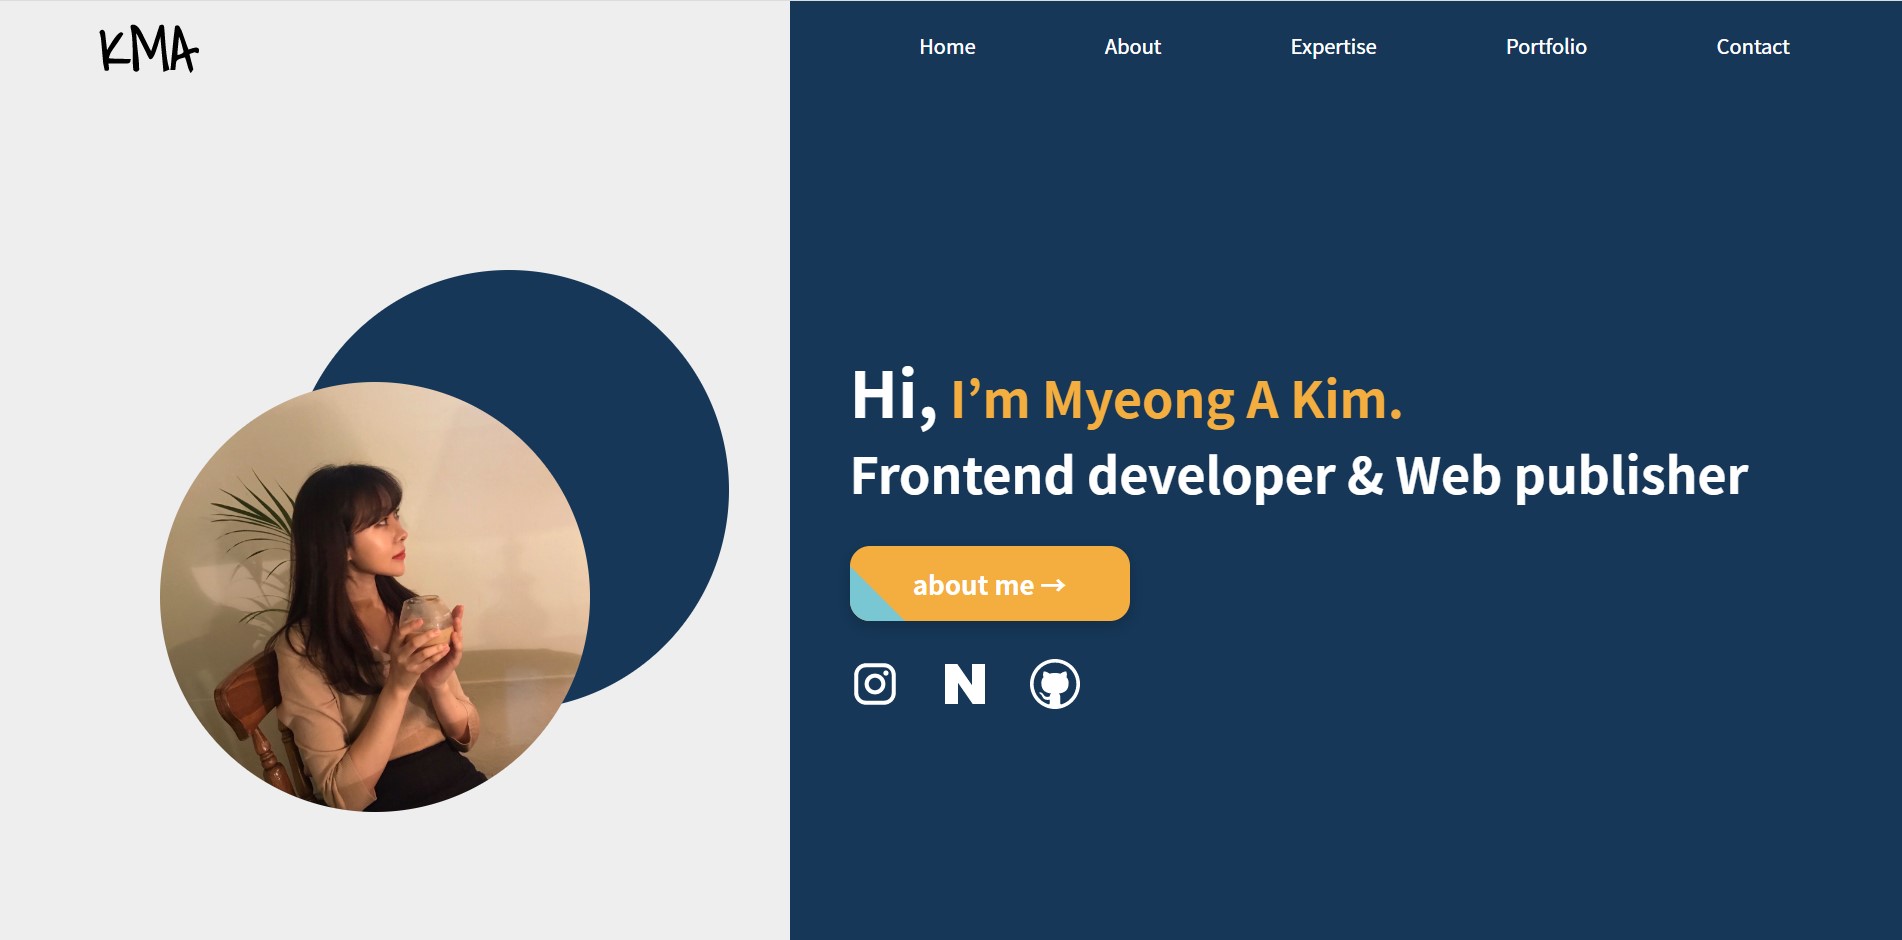 KMA
Home About Expertise Portfolio Contact
Hi, I’m Myeong A Kim.
Frontend developer & Web publisher
about me →
N